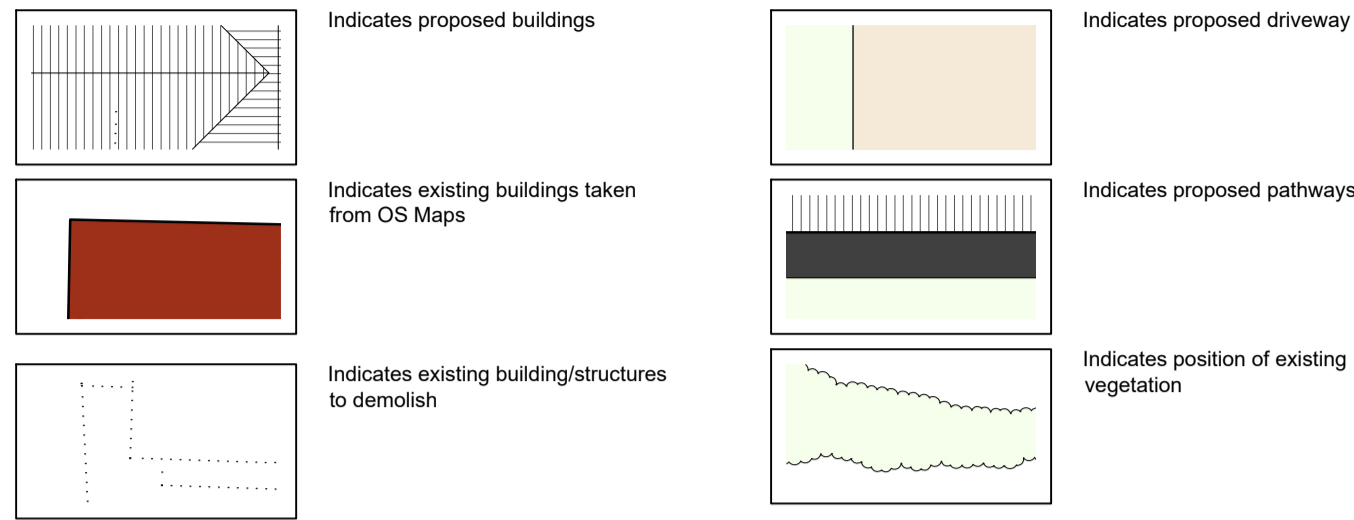 Indicates proposed buildings
Indicates existing buildings taken
from OS Maps
Indicates existing building/structures
to demolish
Indicates proposed driveway
Indicates proposed pathways
Indicates position of existing
vegetation